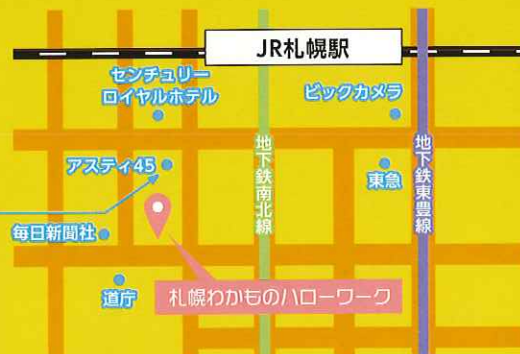 JR札幌駅
センチュリー
ロイヤルホテル
ビックカメラ
アスティ45
地下鉄南北線
東急
地下鉄東豊線
毎日新聞社
道庁
札幌わかものハローワーク